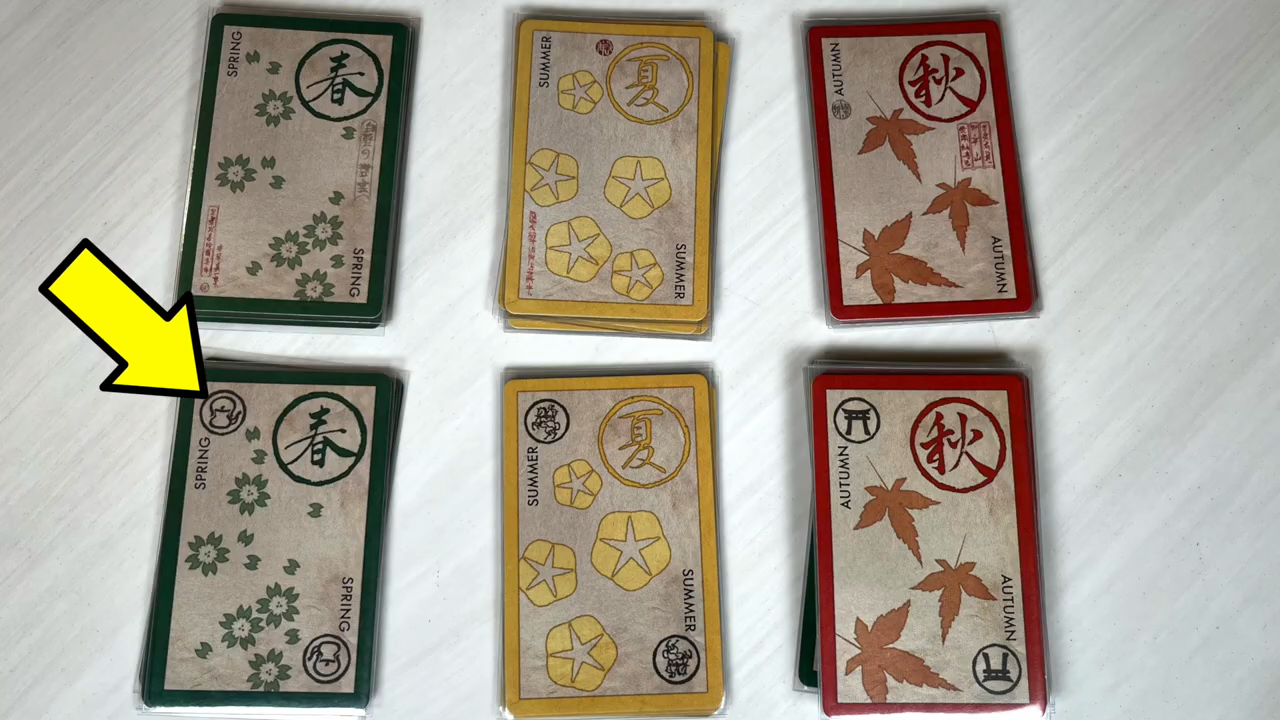 SPRING
春
SPRING
SUMMER
夏
SUMMER
AUTUMN
秋
AUTUMN
SPRING
春
SPRING
SUMMER
夏
SUMMER
AUTUMN
秋
AUTUMN